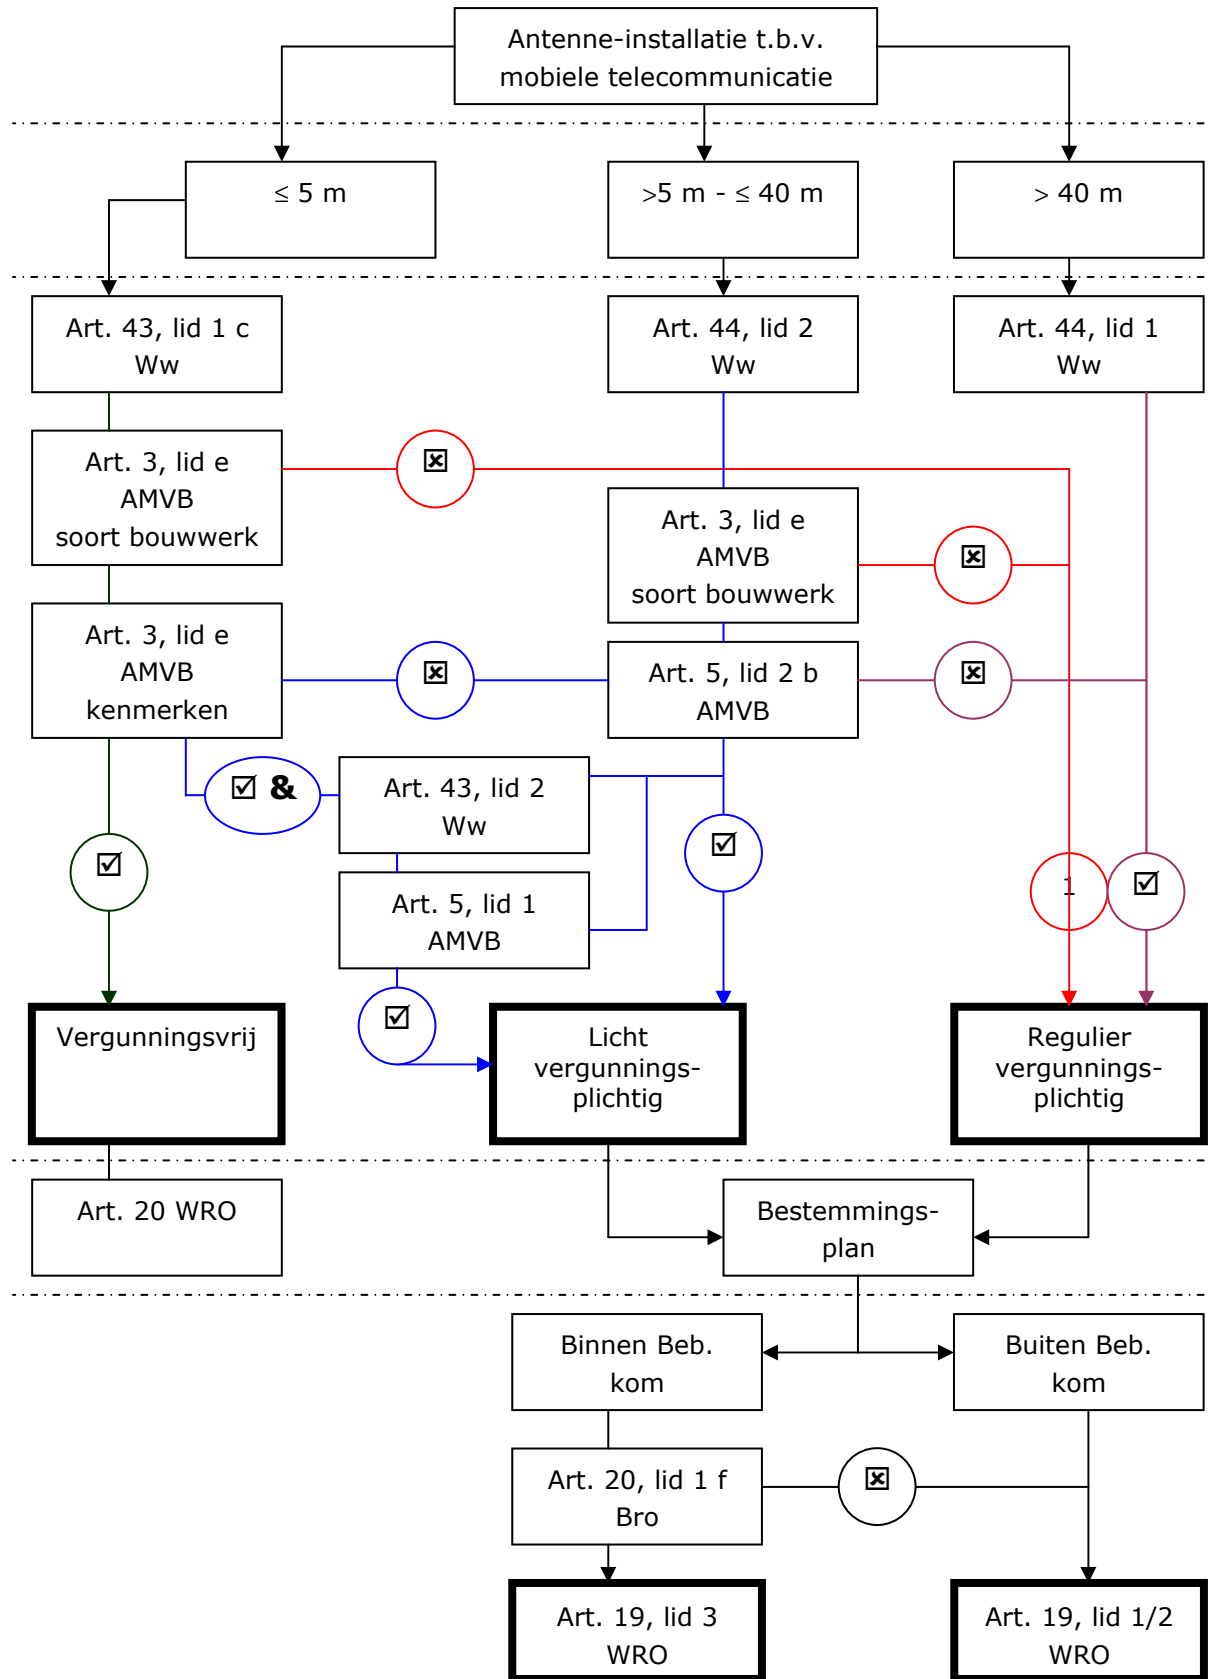 Antenne-installatie t.b.v.
mobiele telecommunicatie
≤ 5 m
>5 m - ≤ 40 m
> 40 m
Art. 43, lid 1 c
Ww
Art. 44, lid 2
Ww
Art. 44, lid 1
Ww
Art. 3, lid e
AMVB
soort bouwwerk
☒
Art. 3, lid e
AMVB
soort bouwwerk
☒
Art. 3, lid e
AMVB
kenmerken
☒
Art. 5, lid 2 b
AMVB
☒
☑ &
Art. 43, lid 2
Ww
☑
☑
Art. 5, lid 1
AMVB
1
☑
☑
Vergunningsvrij
Licht
vergunnings-
plichtig
Regulier
vergunnings-
plichtig
Art. 20 WRO
Bestemmings-
plan
Binnen Beb.
kom
Buiten Beb.
kom
Art. 20, lid 1 f
Bro
☒
Art. 19, lid 3
WRO
Art. 19, lid 1/2
WRO